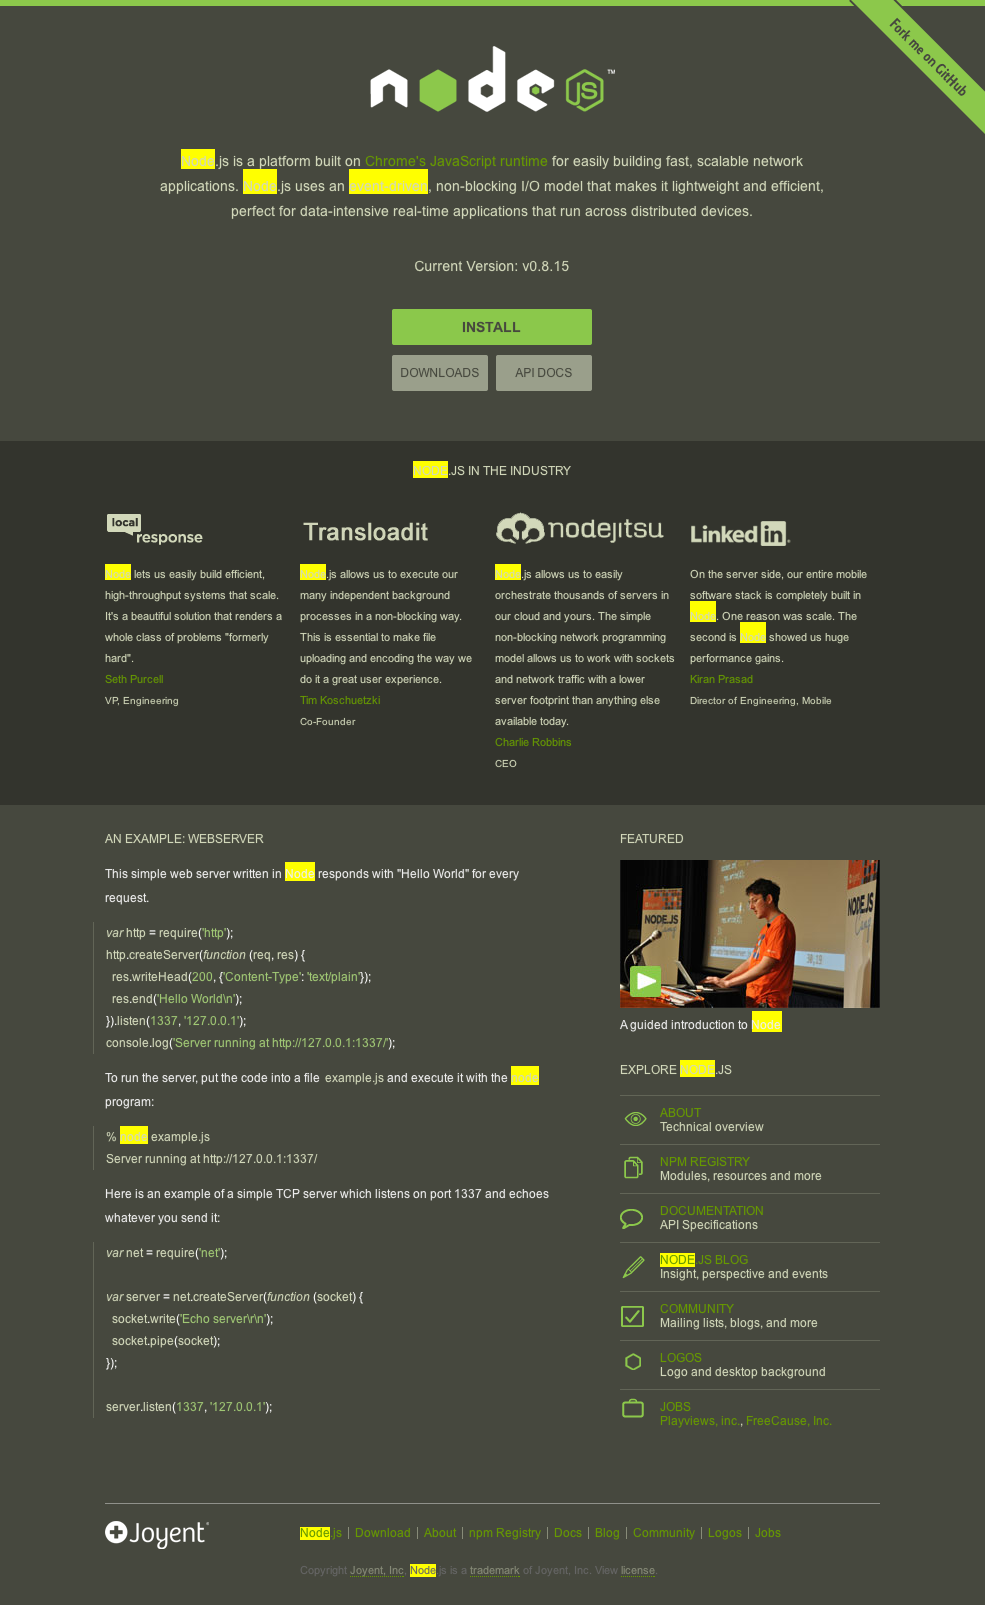 Fork me on GitHub
node js ™
Node.js is a platform built on Chrome's JavaScript runtime for easily building fast, scalable network
applications. Node.js uses an event-driven, non-blocking I/O model that makes it lightweight and efficient,
perfect for data-intensive real-time applications that run across distributed devices.
Current Version: v0.8.15
INSTALL
DOWNLOADS API DOCS
NODE.JS IN THE INDUSTRY
local
response
Node lets us easily build efficient,
high-throughput systems that scale.
It's a beautiful solution that renders a
whole class of problems "formerly
hard".
Seth Purcell
VP, Engineering
Transloadit
Node.js allows us to execute our
many independent background
processes in a non-blocking way.
This is essential to make file
uploading and encoding the way we
do it a great user experience.
Tim Koschuetzki
Co-Founder
nodejitsu
Node.js allows us to easily
orchestrate thousands of servers in
our cloud and yours. The simple
non-blocking network programming
model allows us to work with sockets
and network traffic with a lower
server footprint than anything else
available today.
Charlie Robbins
CEO
Linked in
On the server side, our entire mobile
software stack is completely built in
Node. One reason was scale. The
second is Node showed us huge
performance gains.
Kiran Prasad
Director of Engineering, Mobile
AN EXAMPLE: WEBSERVER
This simple web server written in Node responds with "Hello World" for every
request.
var http = require('http');
http.createServer(function (req, res) {
res.writeHead(200, {'Content-Type': 'text/plain'});
res.end('Hello World\n');
}).listen(1337, '127.0.0.1');
console.log('Server running at http://127.0.0.1:1337/');
To run the server, put the code into a file example.js and execute it with the node
program:
% node example.js
Server running at http://127.0.0.1:1337/
Here is an example of a simple TCP server which listens on port 1337 and echoes
whatever you send it:
var net = require('net');
var server = net.createServer(function (socket) {
socket.write('Echo server\r\n');
socket.pipe(socket);
});
server.listen(1337, '127.0.0.1');
FEATURED
NODE.JS
Camp
NODE.JS
Camp
A guided introduction to Node
EXPLORE NODE.JS
ABOUT
Technical overview
NPM REGISTRY
Modules, resources and more
DOCUMENTATION
API Specifications
NODE.JS BLOG
Insight, perspective and events
COMMUNITY
Mailing lists, blogs, and more
LOGOS
Logo and desktop background
JOBS
Playviews, inc., FreeCause, Inc.
Joyent
Node.js | Download | About | npm Registry | Docs | Blog | Community | Logos | Jobs
Copyright Joyent, Inc, Node.js is a trademark of Joyent, Inc. View license.